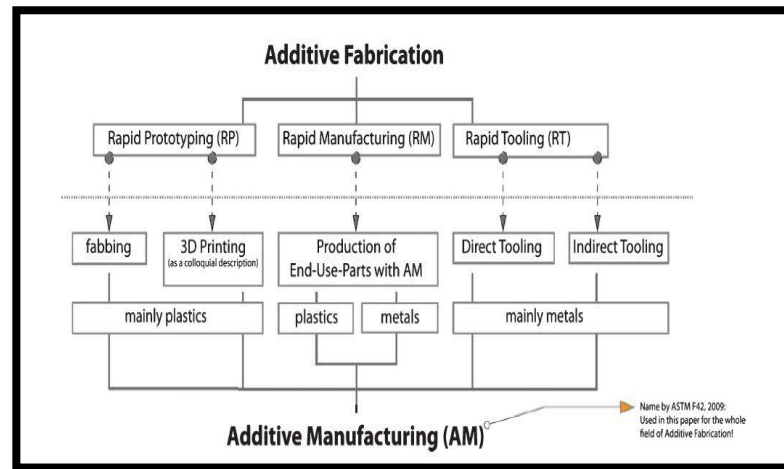 Additive Fabrication
Rapid Prototyping (RP)
Rapid Manufacturing (RM)
Rapid Tooling (RT)
fabbing
3D Printing
(as a colloquial description)
Production of
End-Use-Parts with AM
Direct Tooling
Indirect Tooling
mainly plastics
plastics
metals
mainly metals
Additive Manufacturing (AM)
Name by ASTM F42, 2009:
Used in this paper for the whole
field of Additive Fabrication!